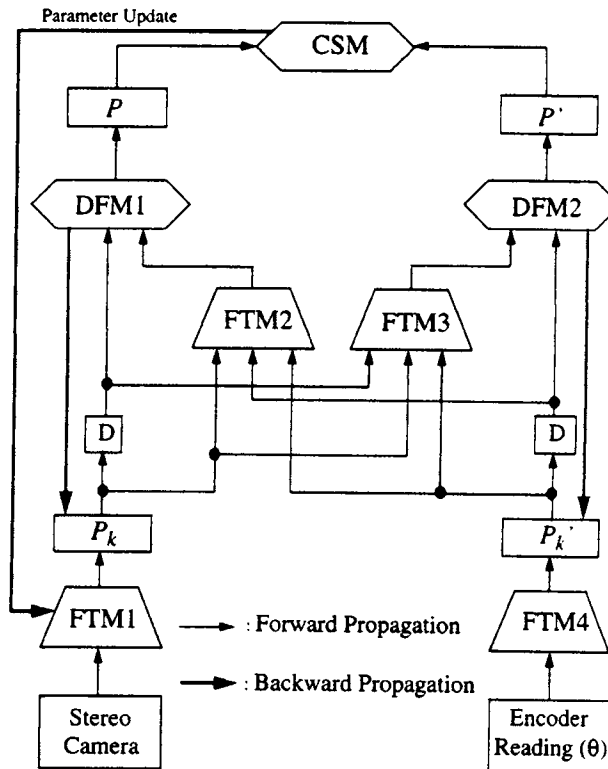 Parameter Update
CSM
P
P'
DFM1
DFM2
FTM2
FTM3
D
D
Pk
Pk'
FTM1
: Forward Propagation
FTM4
: Backward Propagation
Stereo
Camera
Encoder
Reading (θ)